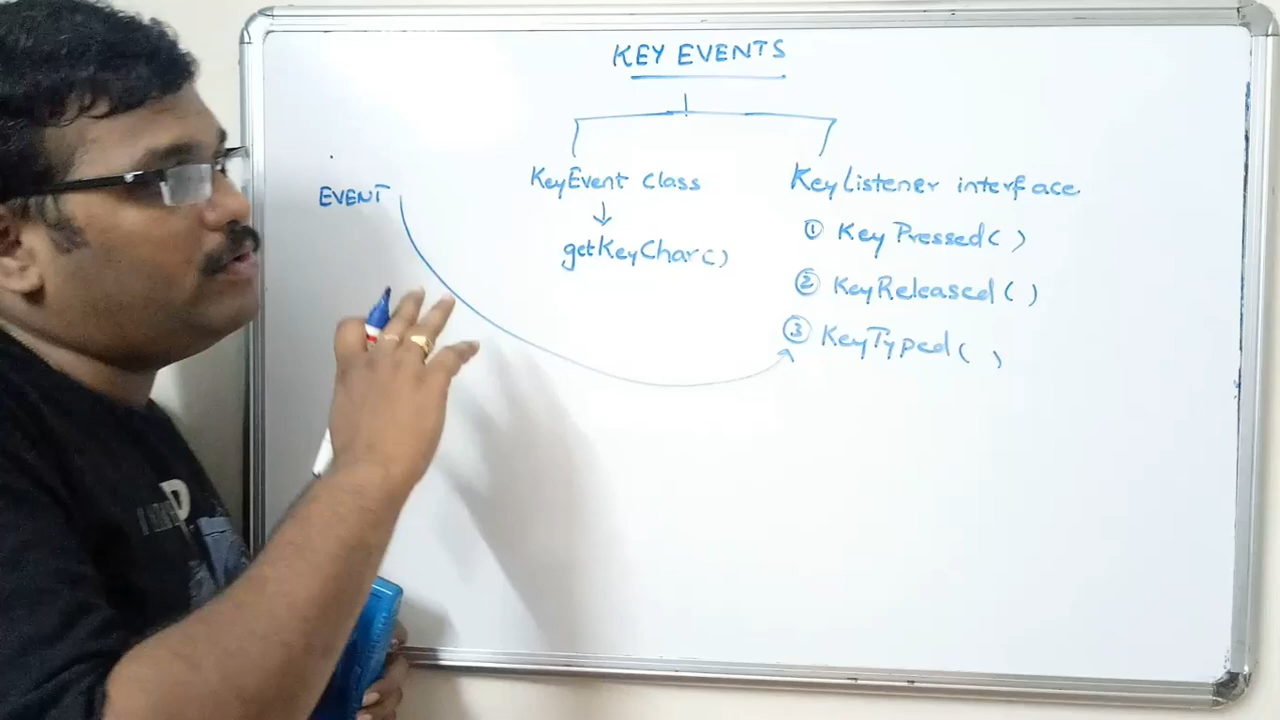 KEY EVENTS
KeyEvent class
KeyListener interface
EVENT
getKeyChar()
① KeyPressed()
② KeyReleased()
③ KeyTyped( )